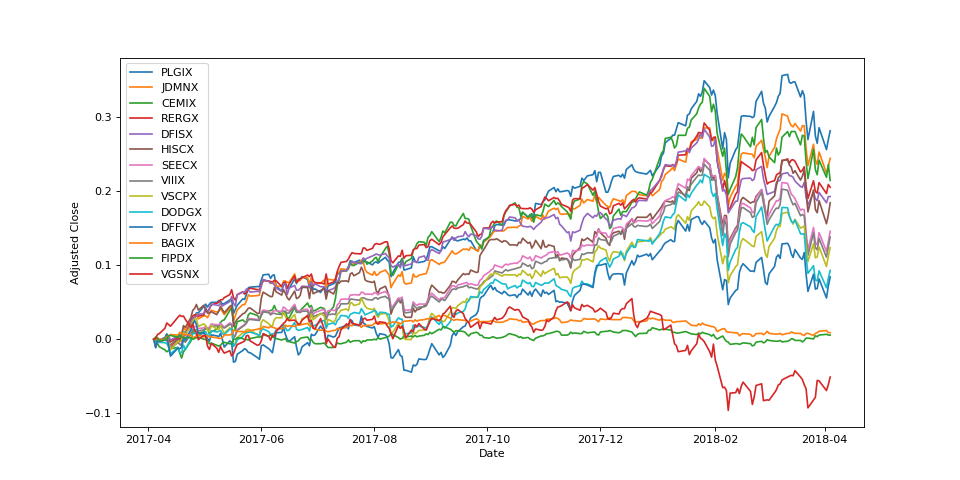 PLGIX
JDMNX
CEMIX
RERGX
DFISX
HISCX
SEECX
VIIIX
VSCPX
DODGX
DFFVX
BAGIX
FIPDX
VGSNX
0.3
0.2
0.1
0.0
−0.1
Adjusted Close
2017-04 2017-06 2017-08 2017-10 2017-12 2018-02 2018-04
Date